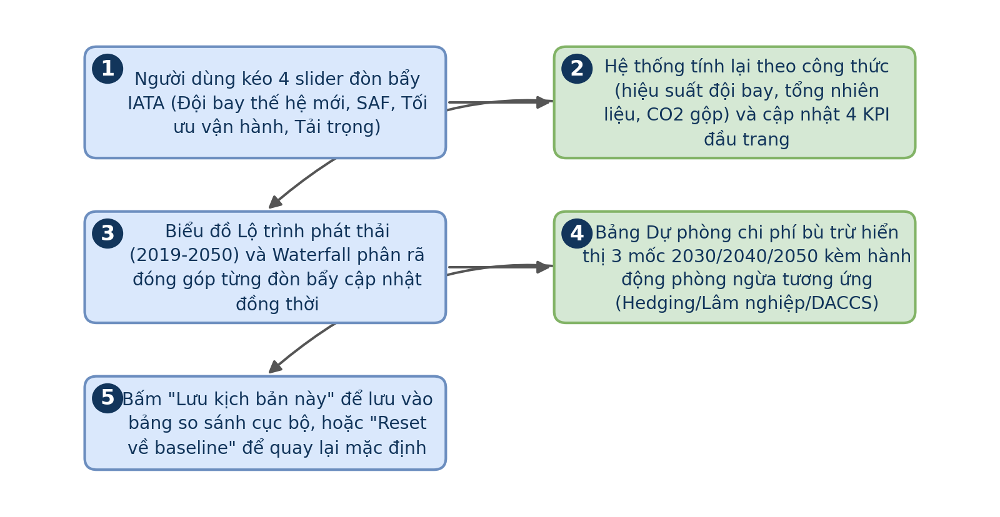 1
Người dùng kéo 4 slider đòn bẩy
IATA (Đội bay thế hệ mới, SAF, Tối
ưu vận hành, Tải trọng)
2
Hệ thống tính lại theo công thức
(hiệu suất đội bay, tổng nhiên
liệu, CO2 gộp) và cập nhật 4 KPI
đầu trang
3
Biểu đồ Lộ trình phát thải
(2019-2050) và Waterfall phân rã
đóng góp từng đòn bẩy cập nhật
đồng thời
4
Bảng Dự phòng chi phí bù trừ hiển
thị 3 mốc 2030/2040/2050 kèm hành
động phòng ngừa tương ứng
(Hedging/Lâm nghiệp/DACCS)
5
Bấm "Lưu kịch bản này" để lưu vào
bảng so sánh cục bộ, hoặc "Reset
về baseline" để quay lại mặc định